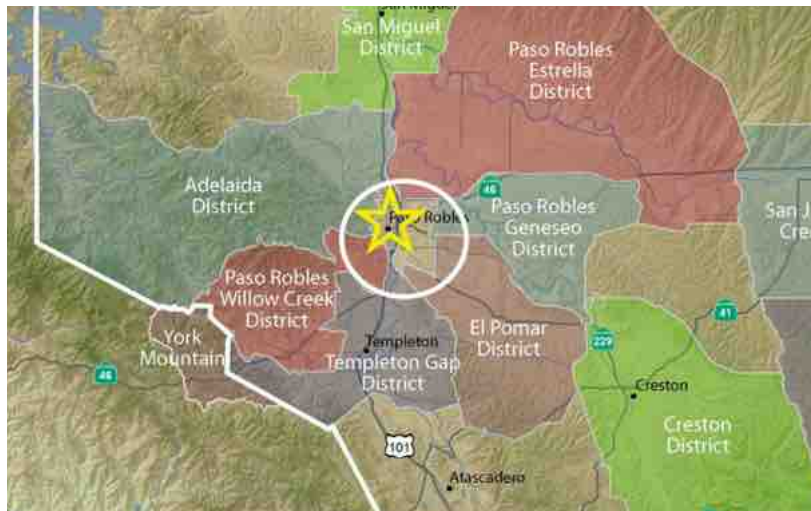 San Miguel
District
Paso Robles
Estrella
District
Adelaida
District
46
Paso Robles
Paso Robles
Geneseo
District
Paso Robles
Willow Creek
District
York
Mountain
El Pomar
District
Templeton
Templeton Gap
District
46
229
41
Creston
Creston
District
101
Atascadero